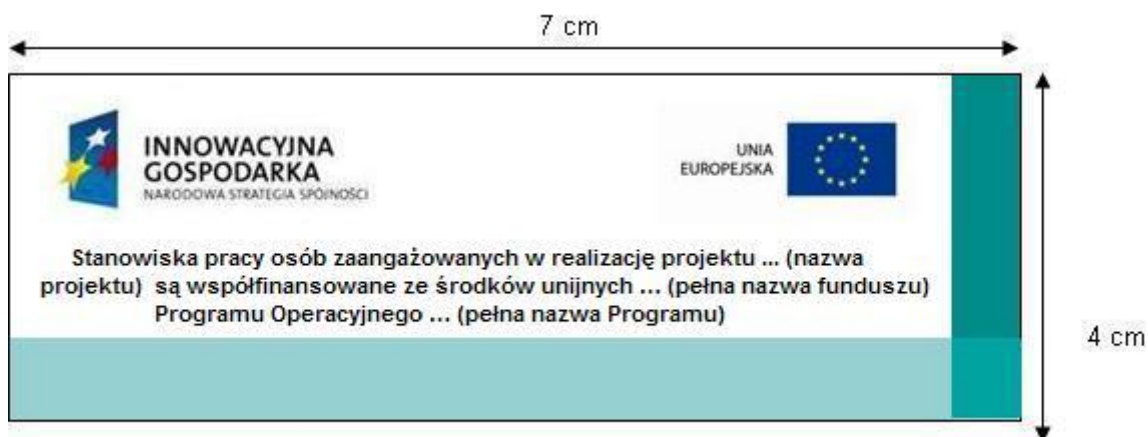 7 cm
INNOWACYJNA
GOSPODARKA
NARODOWA STRATEGIA SPÓJNOŚCI
UNIA
EUROPEJSKA
Stanowiska pracy osób zaangażowanych w realizację projektu ... (nazwa
projektu) są współfinansowane ze środków unijnych ... (pełna nazwa funduszu)
Programu Operacyjnego ... (pełna nazwa Programu)
4 cm